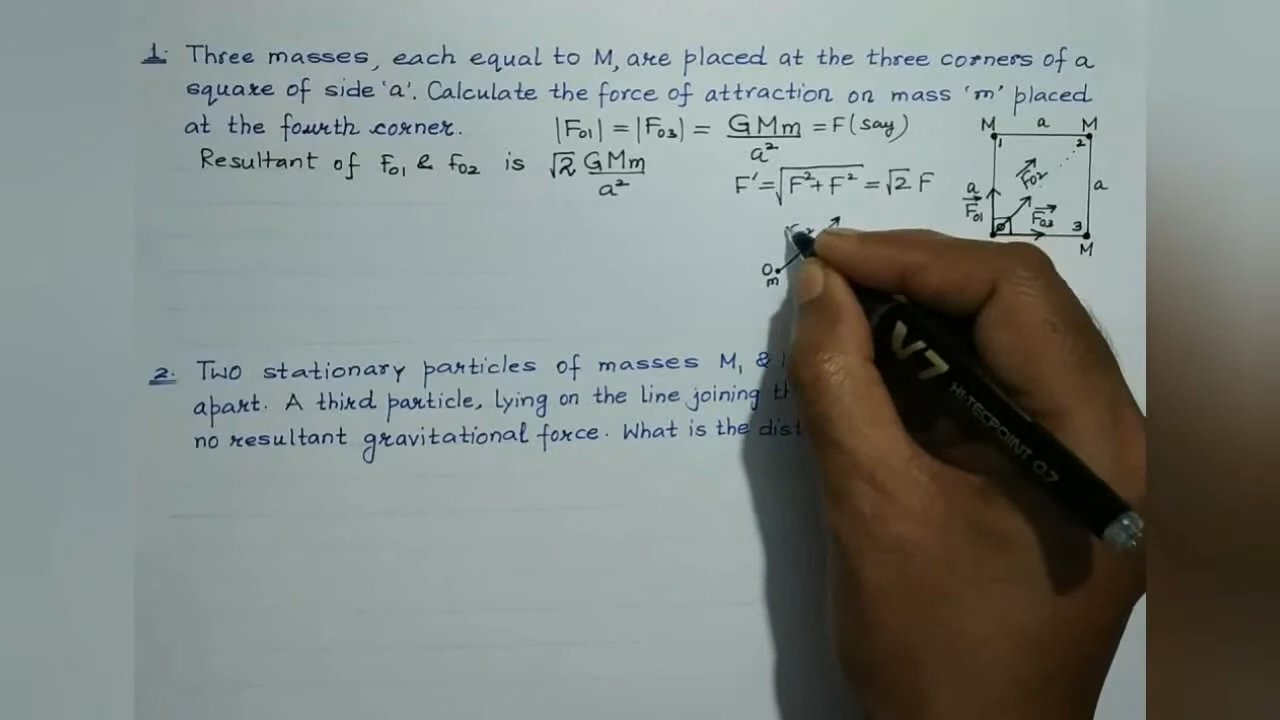 1. Three masses, each equal to M, are placed at the three corners of a
square of side 'a'. Calculate the force of attraction on mass 'm' placed
at the fourth corner.
|F01| = |F03| = GMm/a² = F (say)
Resultant of F01 & F02 is √2 GMm/a²
F' = √F² + F² = √2 F
M a M
1 2
a a
F02
F01 F03
O 3
M
O
m
2. Two stationary particles of masses M1 &
apart. A third particle, lying on the line joining
no resultant gravitational force. What is the
V7
HI-TECPOINT 0.7